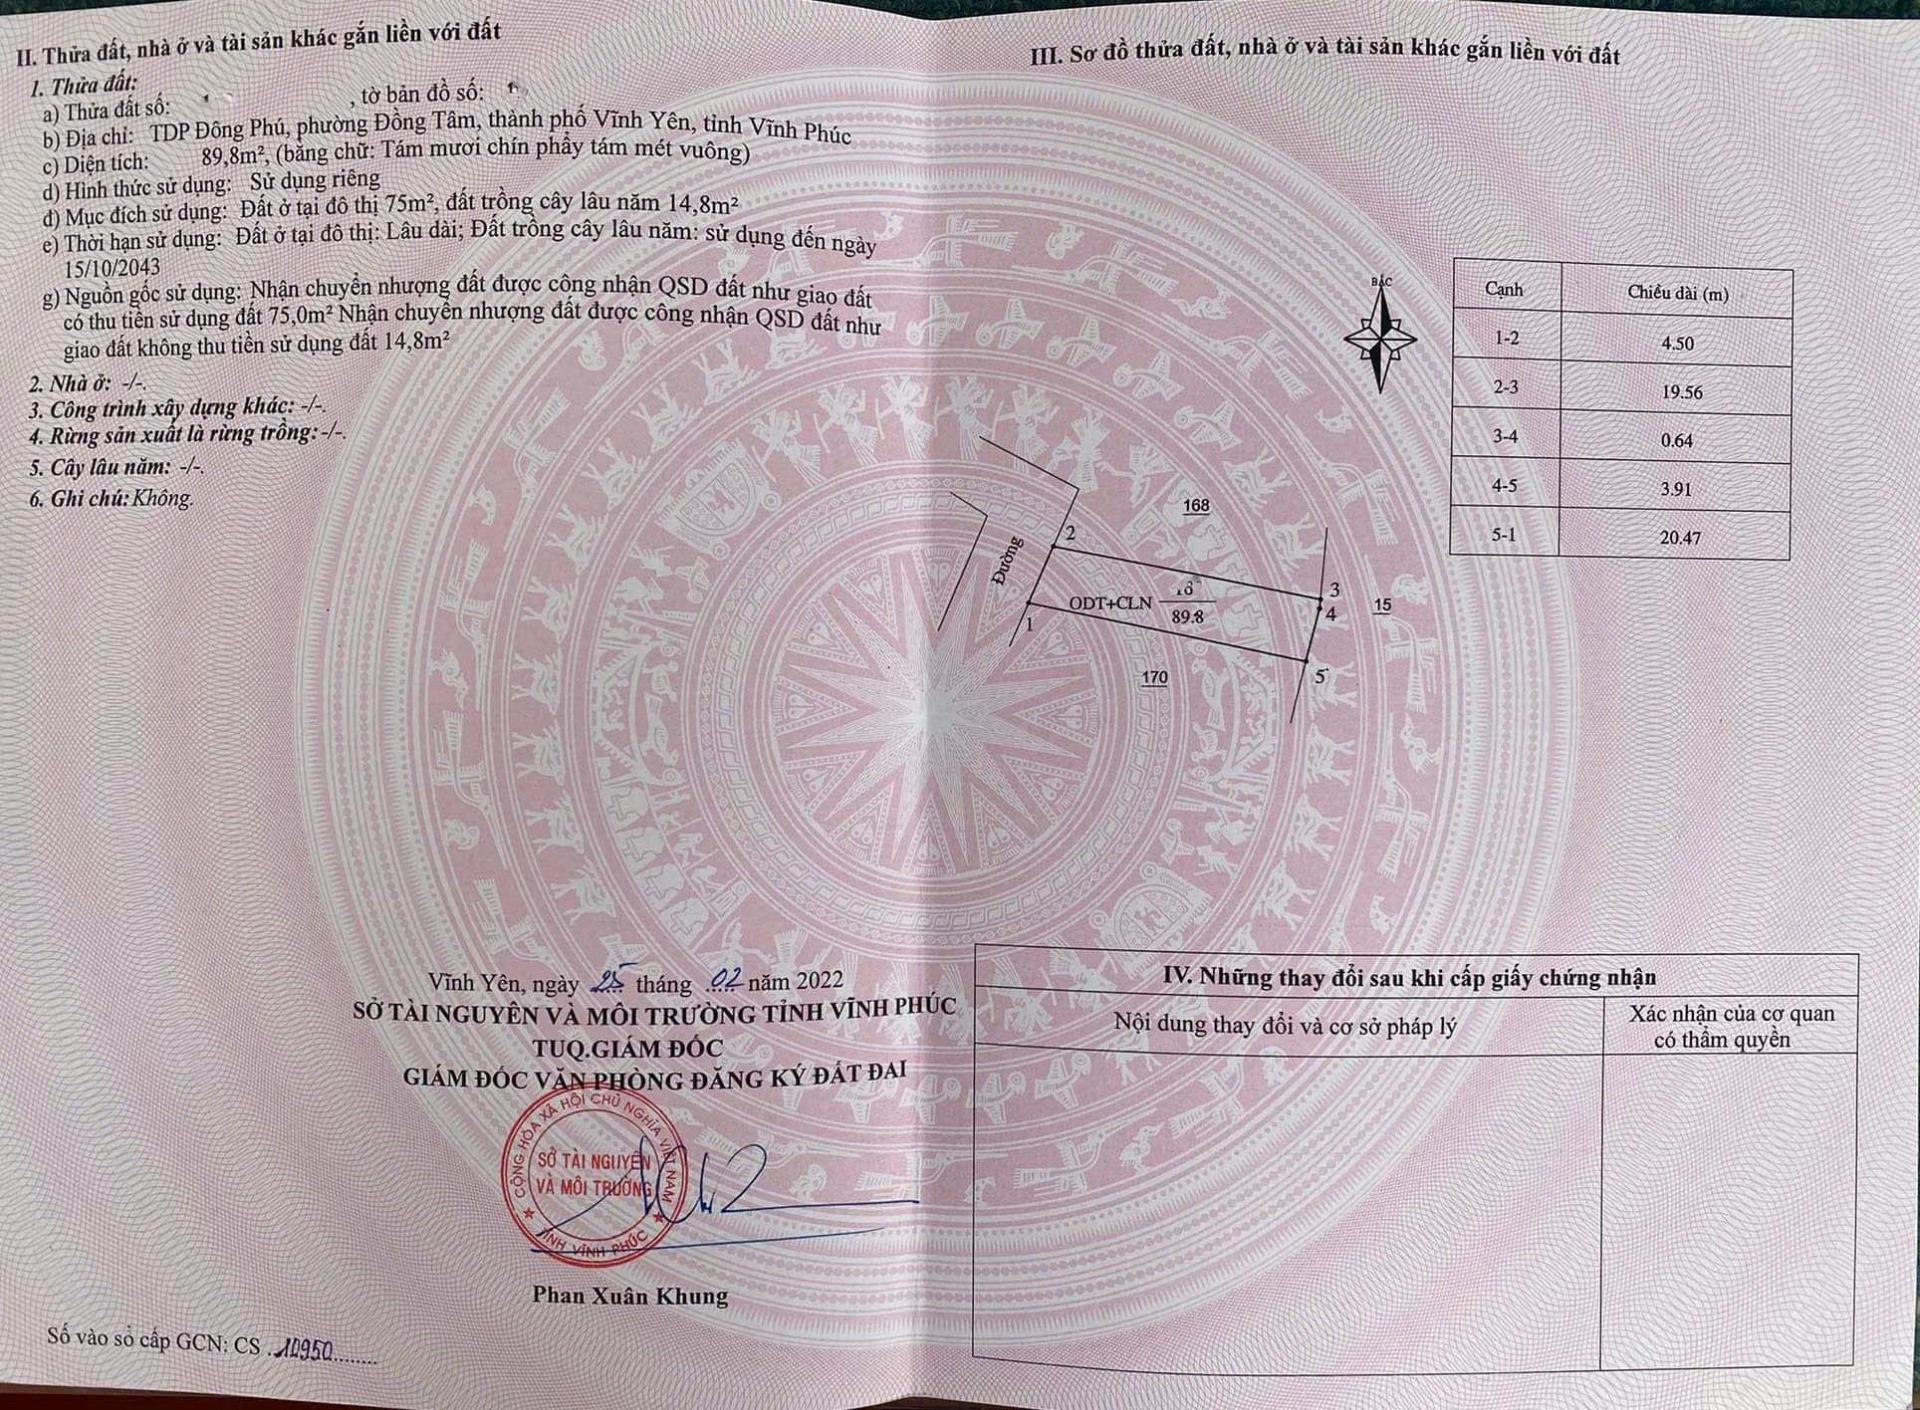 II. Thửa đất, nhà ở và tài sản khác gắn liền với đất
1. Thửa đất:
a) Thửa đất số: , tờ bản đồ số:
b) Địa chỉ: TDP Đông Phú, phường Đồng Tâm, thành phố Vĩnh Yên, tỉnh Vĩnh Phúc
c) Diện tích: 89,8m², (bằng chữ: Tám mươi chín phẩy tám mét vuông)
d) Hình thức sử dụng: Sử dụng riêng
đ) Mục đích sử dụng: Đất ở tại đô thị 75m², đất trồng cây lâu năm 14,8m²
e) Thời hạn sử dụng: Đất ở tại đô thị: Lâu dài; Đất trồng cây lâu năm: sử dụng đến ngày
15/10/2043
g) Nguồn gốc sử dụng: Nhận chuyển nhượng đất được công nhận QSD đất như giao đất
có thu tiền sử dụng đất 75,0m² Nhận chuyển nhượng đất được công nhận QSD đất như
giao đất không thu tiền sử dụng đất 14,8m²
2. Nhà ở: -/-.
3. Công trình xây dựng khác: -/-.
4. Rừng sản xuất là rừng trồng:-/-.
5. Cây lâu năm: -/-.
6. Ghi chú: Không.
Vĩnh Yên, ngày 25 tháng 02 năm 2022
SỞ TÀI NGUYÊN VÀ MÔI TRƯỜNG TỈNH VĨNH PHÚC
TUQ.GIÁM ĐỐC
GIÁM ĐỐC VĂN PHÒNG ĐĂNG KÝ ĐẤT ĐAI
CỘNG HÒA XÃ HỘI CHỦ NGHĨA VIỆT NAM
SỞ TÀI NGUYÊN
VÀ MÔI TRƯỜNG
TỈNH VĨNH PHÚC
Phan Xuân Khung
Số vào sổ cấp GCN: CS .10950........
III. Sơ đồ thửa đất, nhà ở và tài sản khác gắn liền với đất
BẮC
Cạnh Chiều dài (m)
1-2 4.50
2-3 19.56
3-4 0.64
4-5 3.91
5-1 20.47
168
2
Đường
3
ODT+CLN
89.8
4
15
1
170
5
IV. Những thay đổi sau khi cấp giấy chứng nhận
Nội dung thay đổi và cơ sở pháp lý
Xác nhận của cơ quan
có thẩm quyền